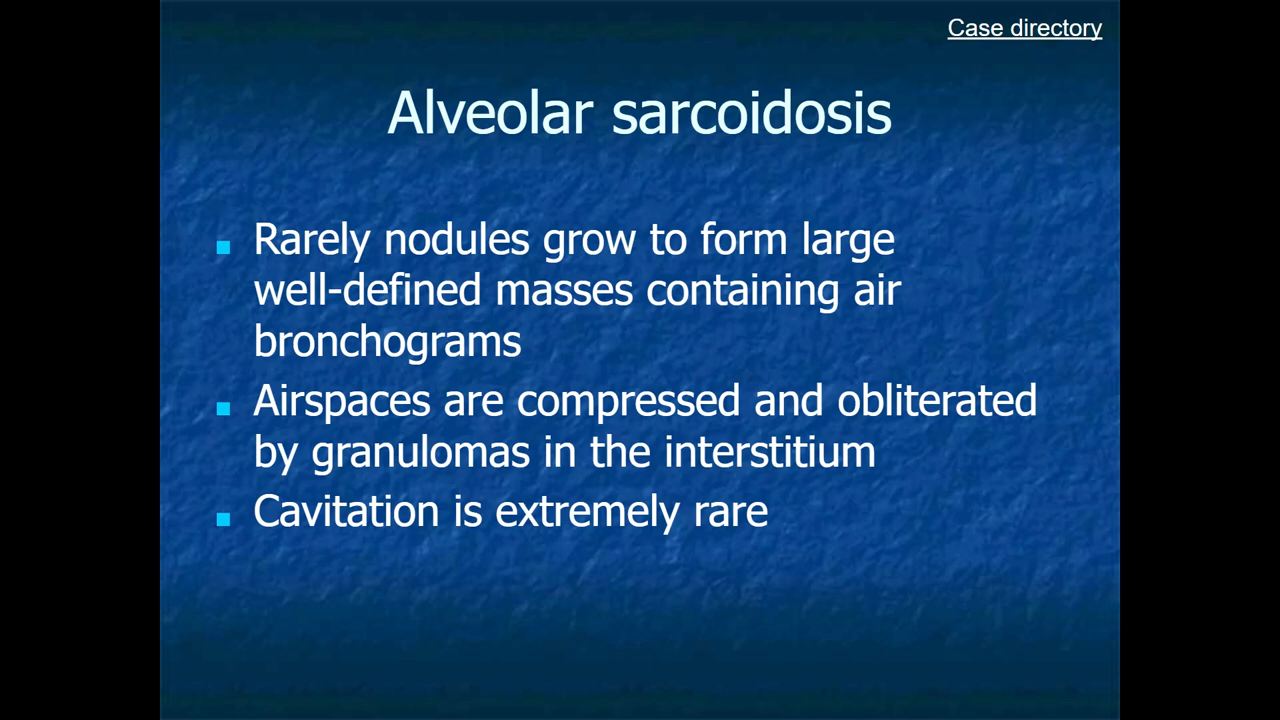 Case directory
Alveolar sarcoidosis
Rarely nodules grow to form large
well-defined masses containing air
bronchograms
Airspaces are compressed and obliterated
by granulomas in the interstitium
Cavitation is extremely rare